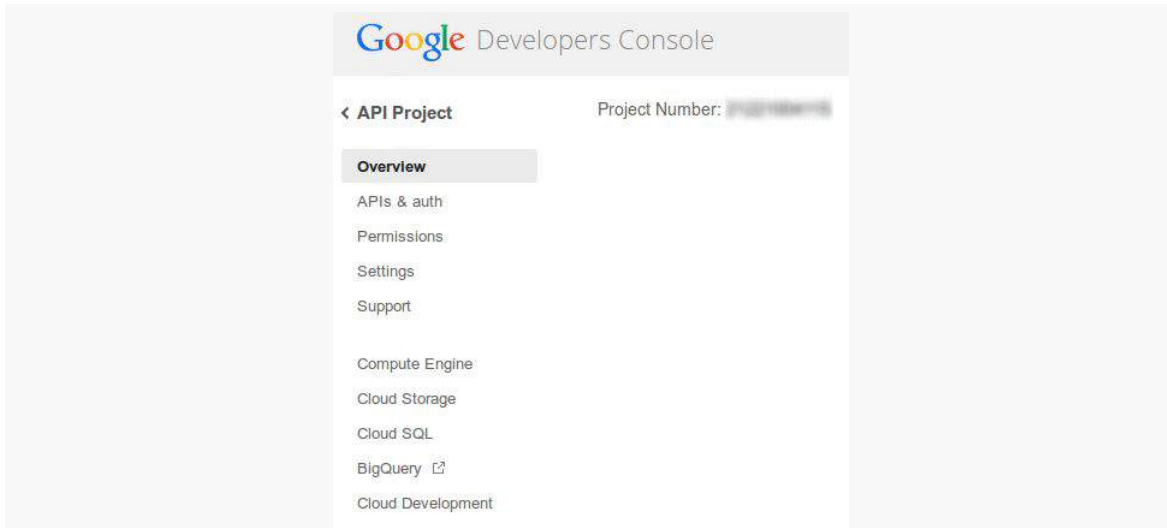 Google Developers Console
< API Project
Project Number:
Overview
APIs & auth
Permissions
Settings
Support
Compute Engine
Cloud Storage
Cloud SQL
BigQuery
Cloud Development